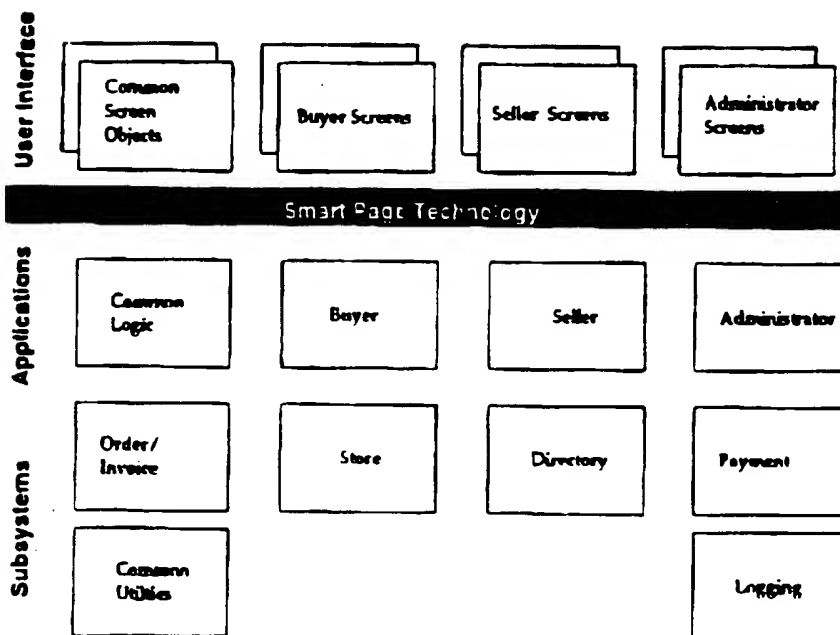 User Interface
Common
Screen
Objects
Buyer Screens
Seller Screens
Administrator
Screens
Smart Page Technology
Applications
Common
Logic
Buyer
Seller
Administrator
Subsystems
Order/
Invoice
Store
Directory
Payment
Common
Utilities
Logging